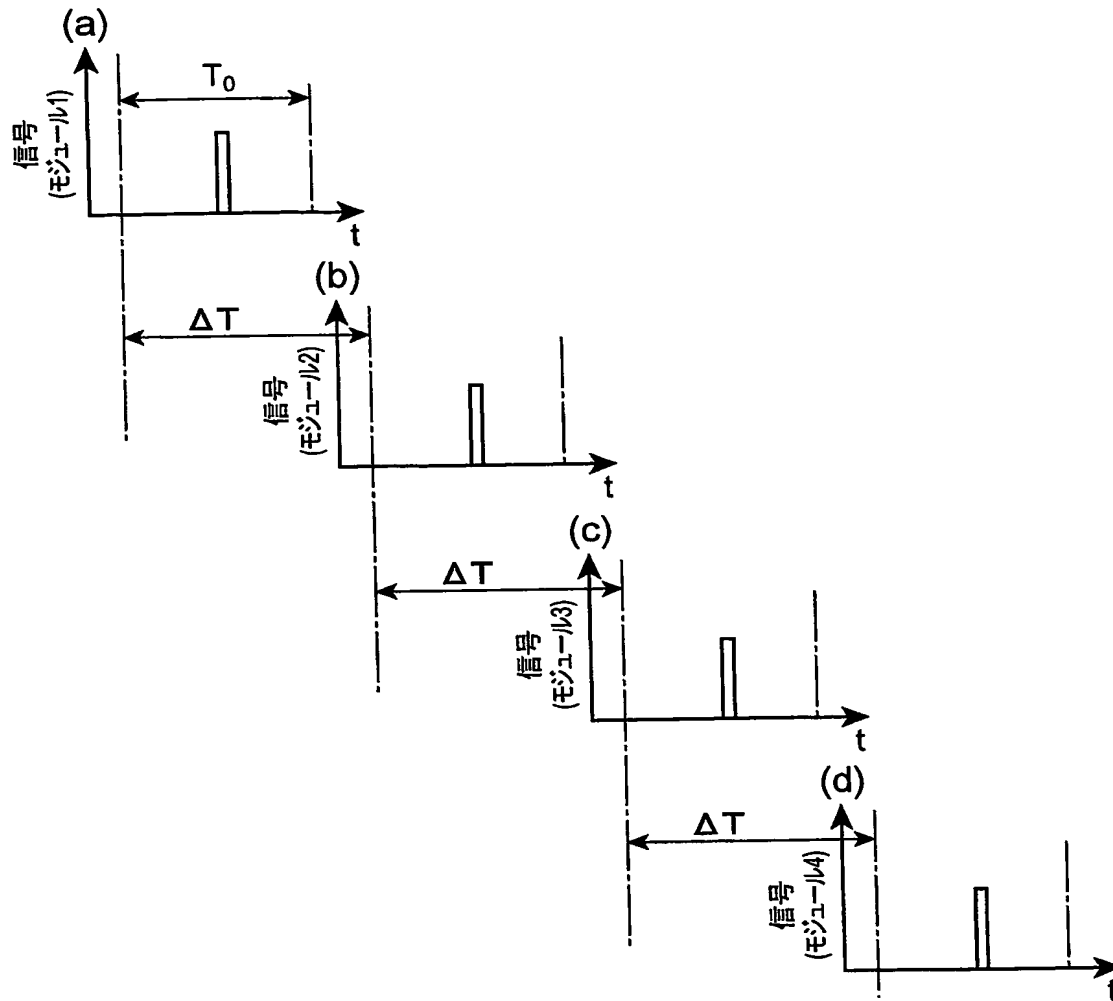 (a)
T₀
信号
(モジュール1)
t
(b)
ΔT
信号
(モジュール2)
t
(c)
ΔT
信号
(モジュール3)
t
(d)
ΔT
信号
(モジュール4)
t